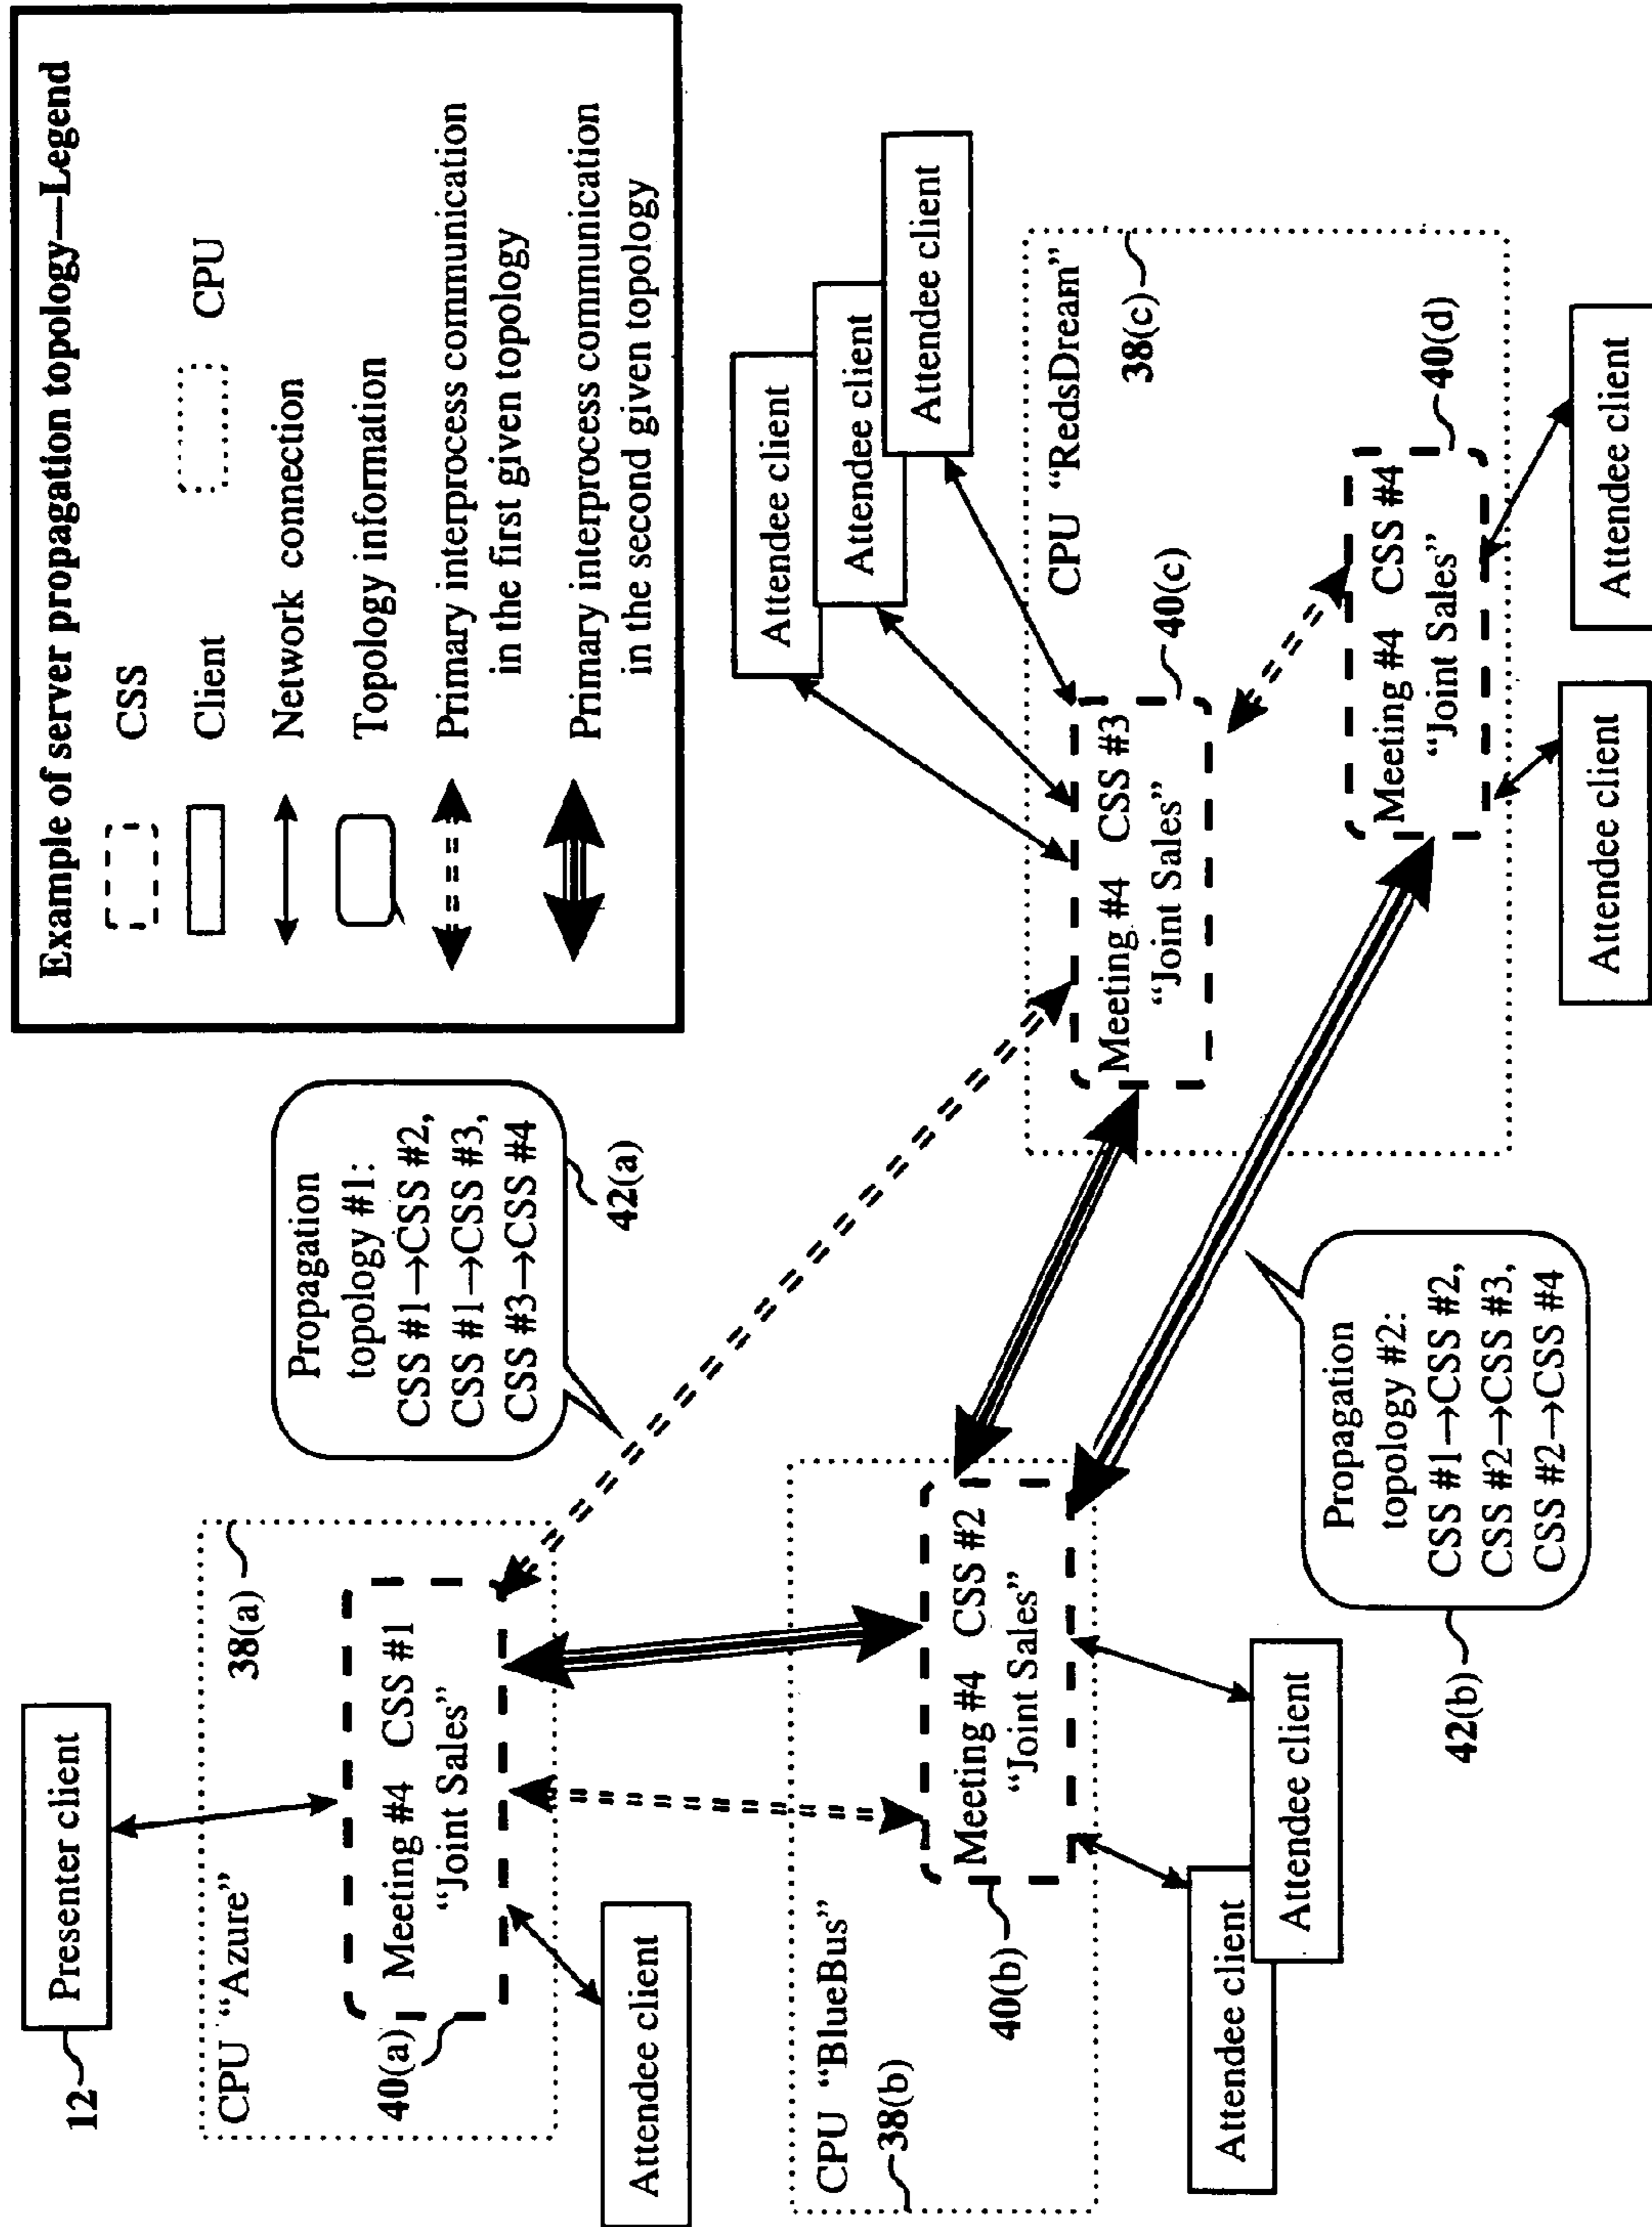 Example of server propagation topology—Legend
CSS
Client
CPU
Network connection
Topology information
Primary interprocess communication
in the first given topology
Primary interprocess communication
in the second given topology
12
Presenter client
CPU "Azure"
38(a)
Meeting #4 CSS #1
"Joint Sales"
40(a)
Attendee client
Propagation
topology #1:
CSS #1→CSS #2,
CSS #1→CSS #3,
CSS #3→CSS #4
42(a)
CPU "BlueBus"
38(b)
Meeting #4 CSS #2
"Joint Sales"
40(b)
Attendee client
Attendee client
Propagation
topology #2:
CSS #1→CSS #2,
CSS #2→CSS #3,
CSS #2→CSS #4
42(b)
Attendee client
Attendee client
Attendee client
CPU "RedsDream"
38(c)
Meeting #4 CSS #3
"Joint Sales"
40(c)
Meeting #4 CSS #4
"Joint Sales"
40(d)
Attendee client
Attendee client